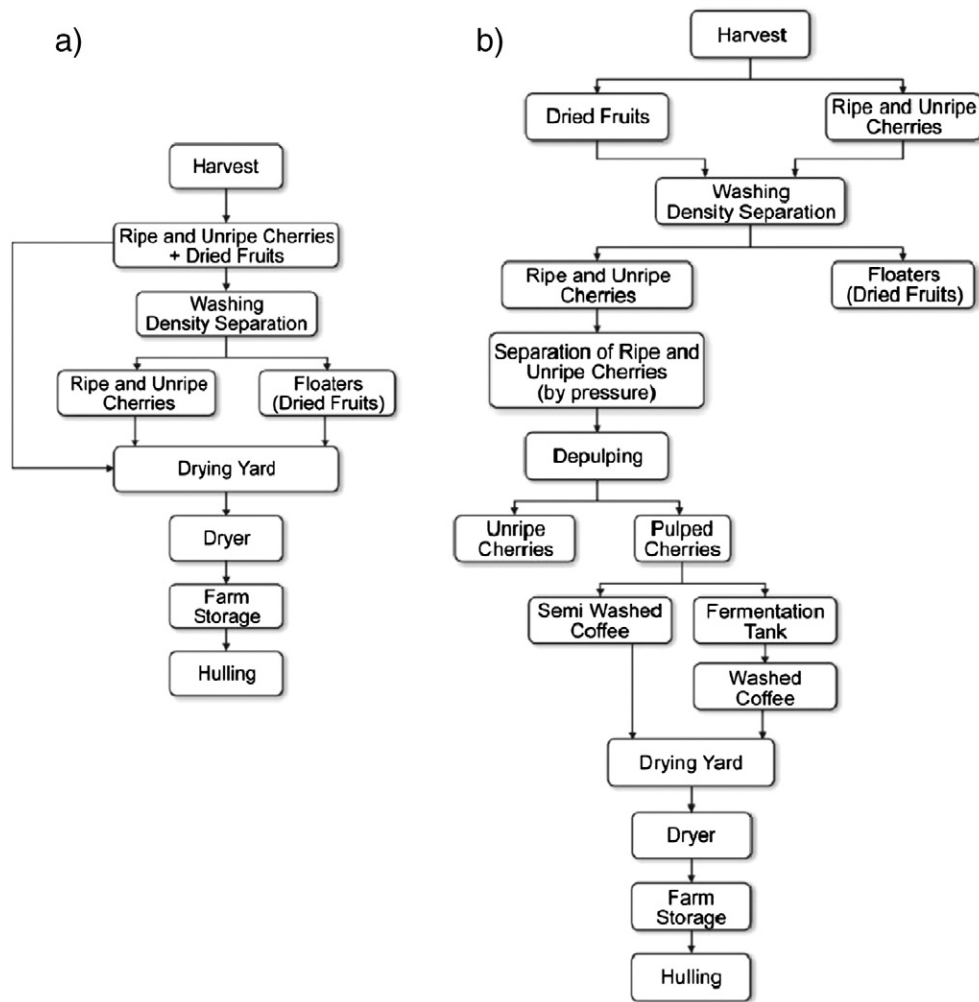 a)
Harvest
Ripe and Unripe Cherries
+ Dried Fruits
Washing
Density Separation
Ripe and Unripe
Cherries
Floaters
(Dried Fruits)
Drying Yard
Dryer
Farm
Storage
Hulling
b)
Harvest
Dried Fruits
Ripe and Unripe
Cherries
Washing
Density Separation
Ripe and Unripe
Cherries
Floaters
(Dried Fruits)
Separation of Ripe and
Unripe Cherries
(by pressure)
Depulping
Unripe
Cherries
Pulped
Cherries
Semi Washed
Coffee
Fermentation
Tank
Washed
Coffee
Drying Yard
Dryer
Farm
Storage
Hulling